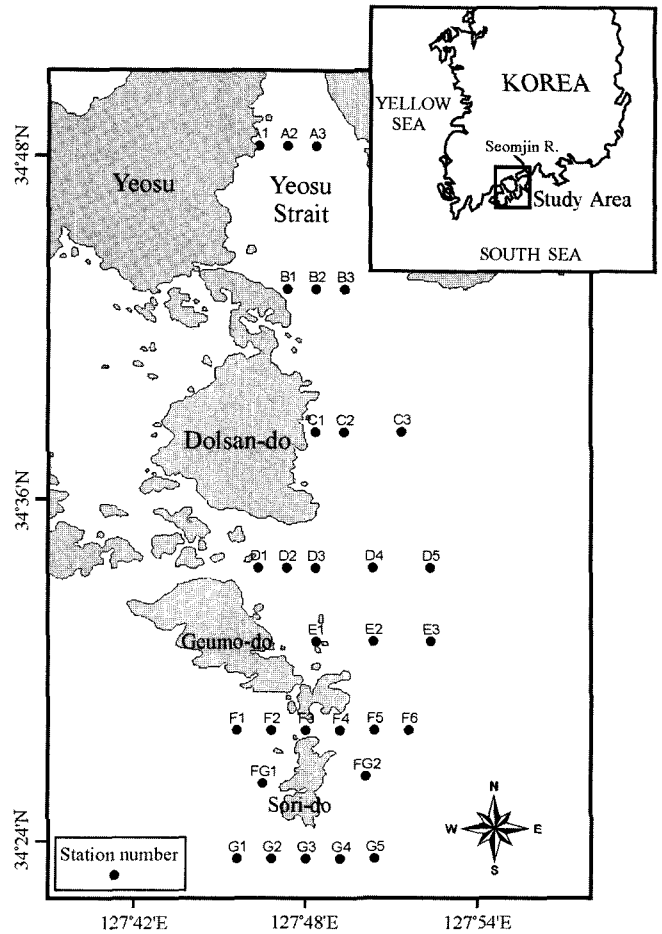 KOREA
YELLOW
SEA
Seomjin R.
Study Area
SOUTH SEA
34°48'N
A1 A2 A3
Yeosu
Yeosu
Strait
B1 B2 B3
C1 C2 C3
Dolsan-do
34°36'N
D1 D2 D3 D4 D5
E1 E2 E3
Geumo-do
F1 F2 F3 F4 F5 F6
FG1 FG2
Sori-do
34°24'N
G1 G2 G3 G4 G5
N
W E
S
Station number
127°42'E 127°48'E 127°54'E